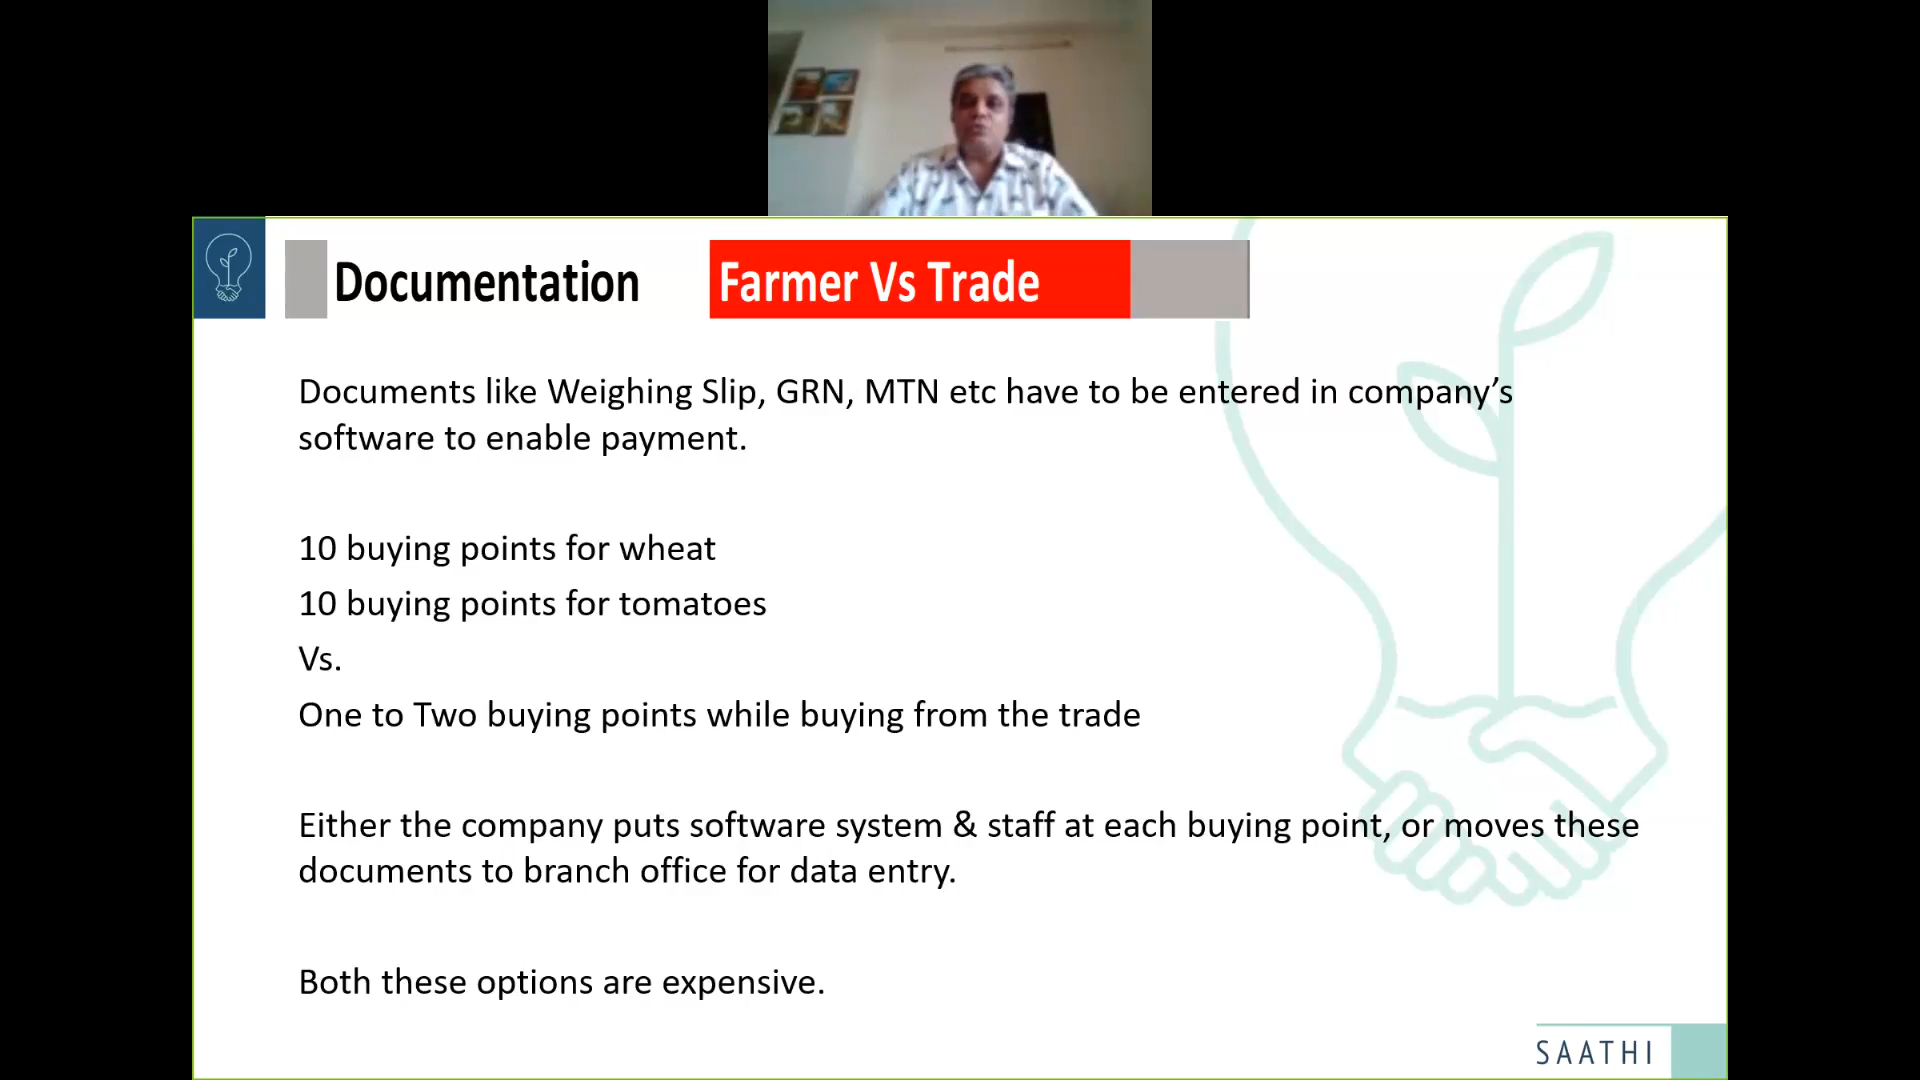 Documentation
Farmer Vs Trade
Documents like Weighing Slip, GRN, MTN etc have to be entered in company’s
software to enable payment.
10 buying points for wheat
10 buying points for tomatoes
Vs.
One to Two buying points while buying from the trade
Either the company puts software system & staff at each buying point, or moves these
documents to branch office for data entry.
Both these options are expensive.
SAATHI